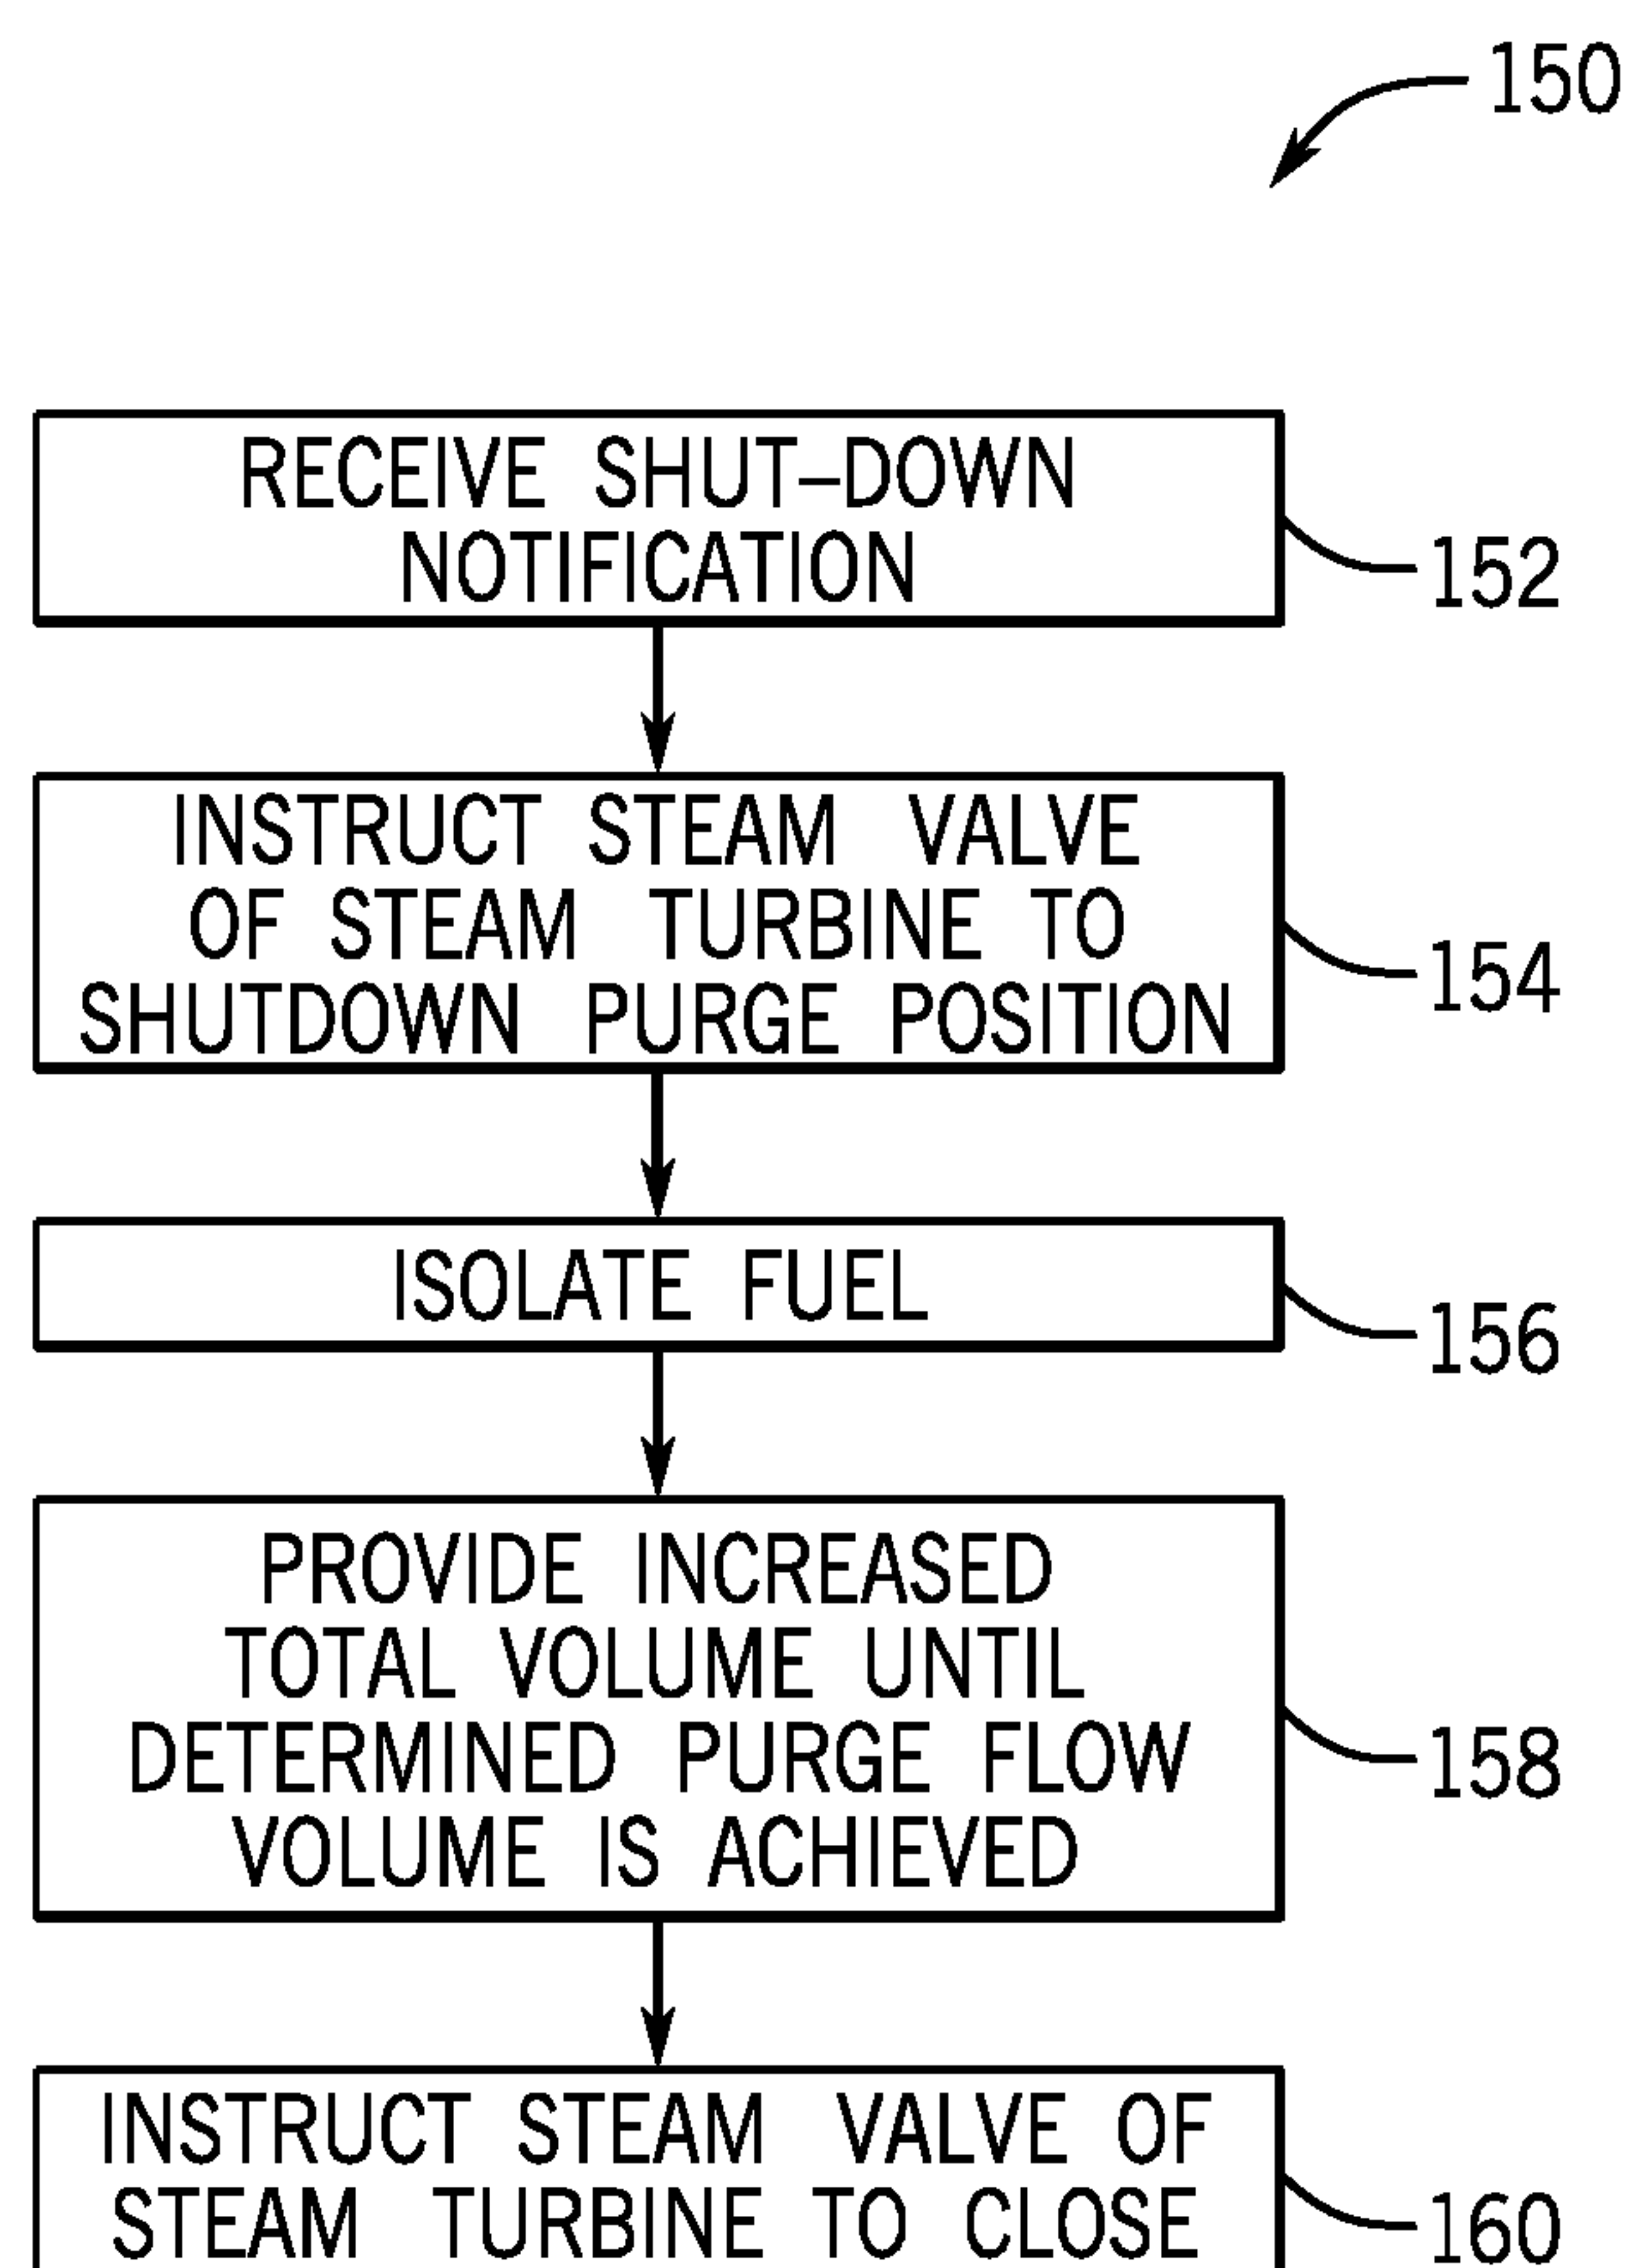 150
RECEIVE SHUT-DOWN
NOTIFICATION
152
INSTRUCT STEAM VALVE
OF STEAM TURBINE TO
SHUTDOWN PURGE POSITION
154
ISOLATE FUEL
156
PROVIDE INCREASED
TOTAL VOLUME UNTIL
DETERMINED PURGE FLOW
VOLUME IS ACHIEVED
158
INSTRUCT STEAM VALVE OF
STEAM TURBINE TO CLOSE
160